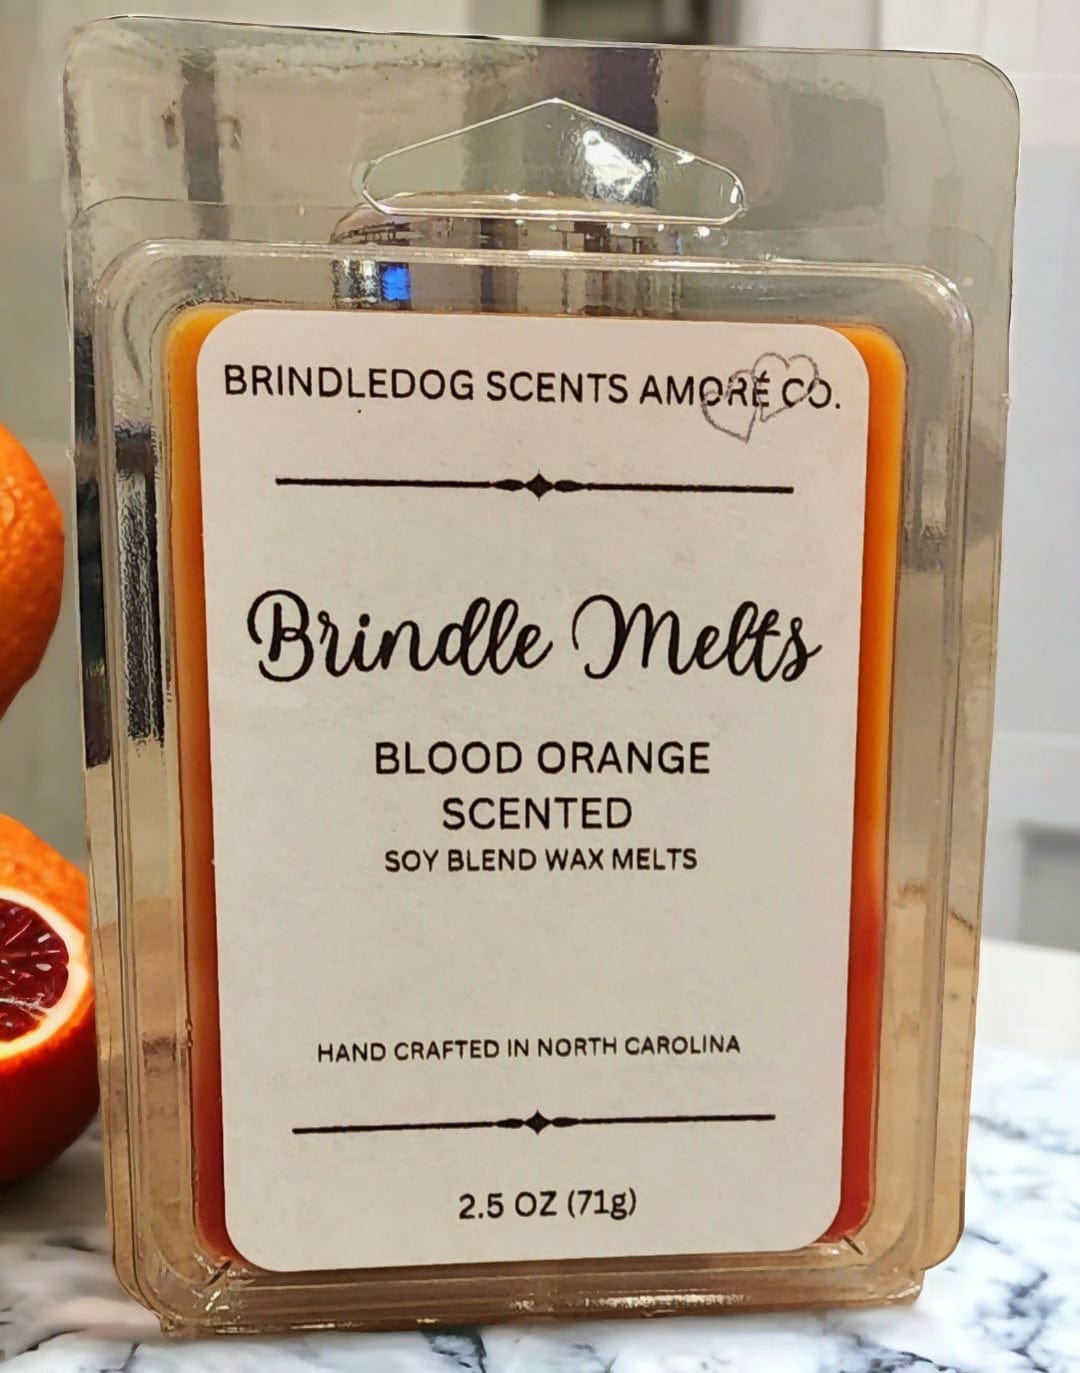 BRINDLEDOG SCENTS AMORÉ CO.
Brindle Melts
BLOOD ORANGE
SCENTED
SOY BLEND WAX MELTS
HAND CRAFTED IN NORTH CAROLINA
2.5 OZ (71g)